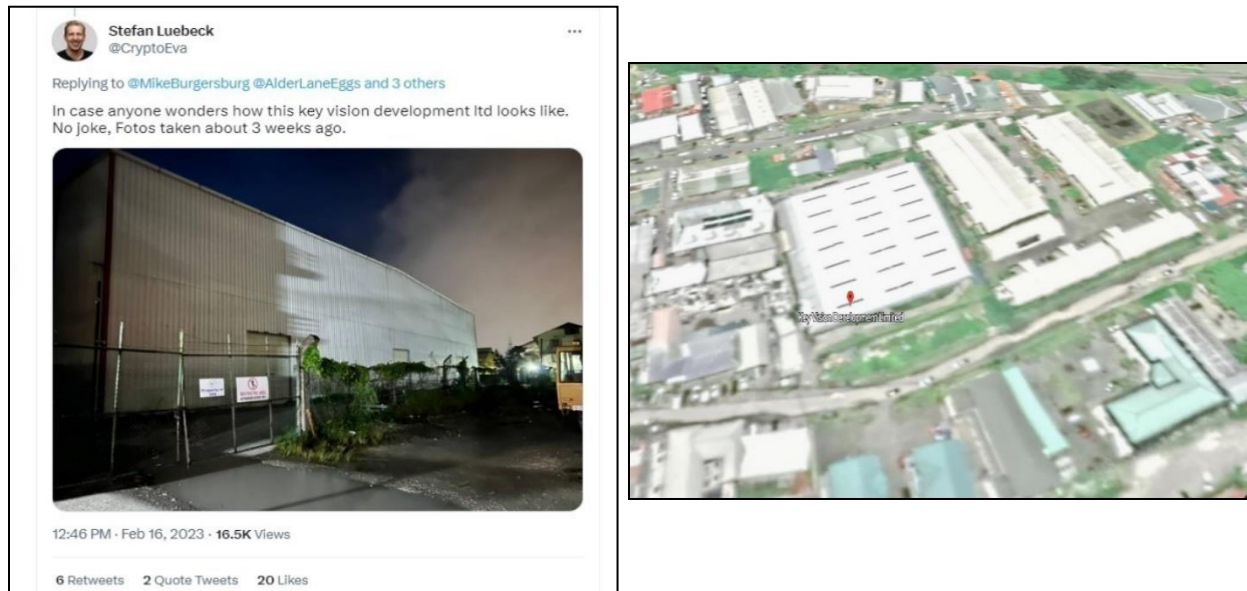 Stefan Luebeck
@CryptoEva
Replying to @MikeBurgersburg @AlderLaneEggs and 3 others
In case anyone wonders how this key vision development ltd looks like.
No joke, Fotos taken about 3 weeks ago.
12:46 PM · Feb 16, 2023 · 16.5K Views
6 Retweets 2 Quote Tweets 20 Likes
Key Vision Development Limited